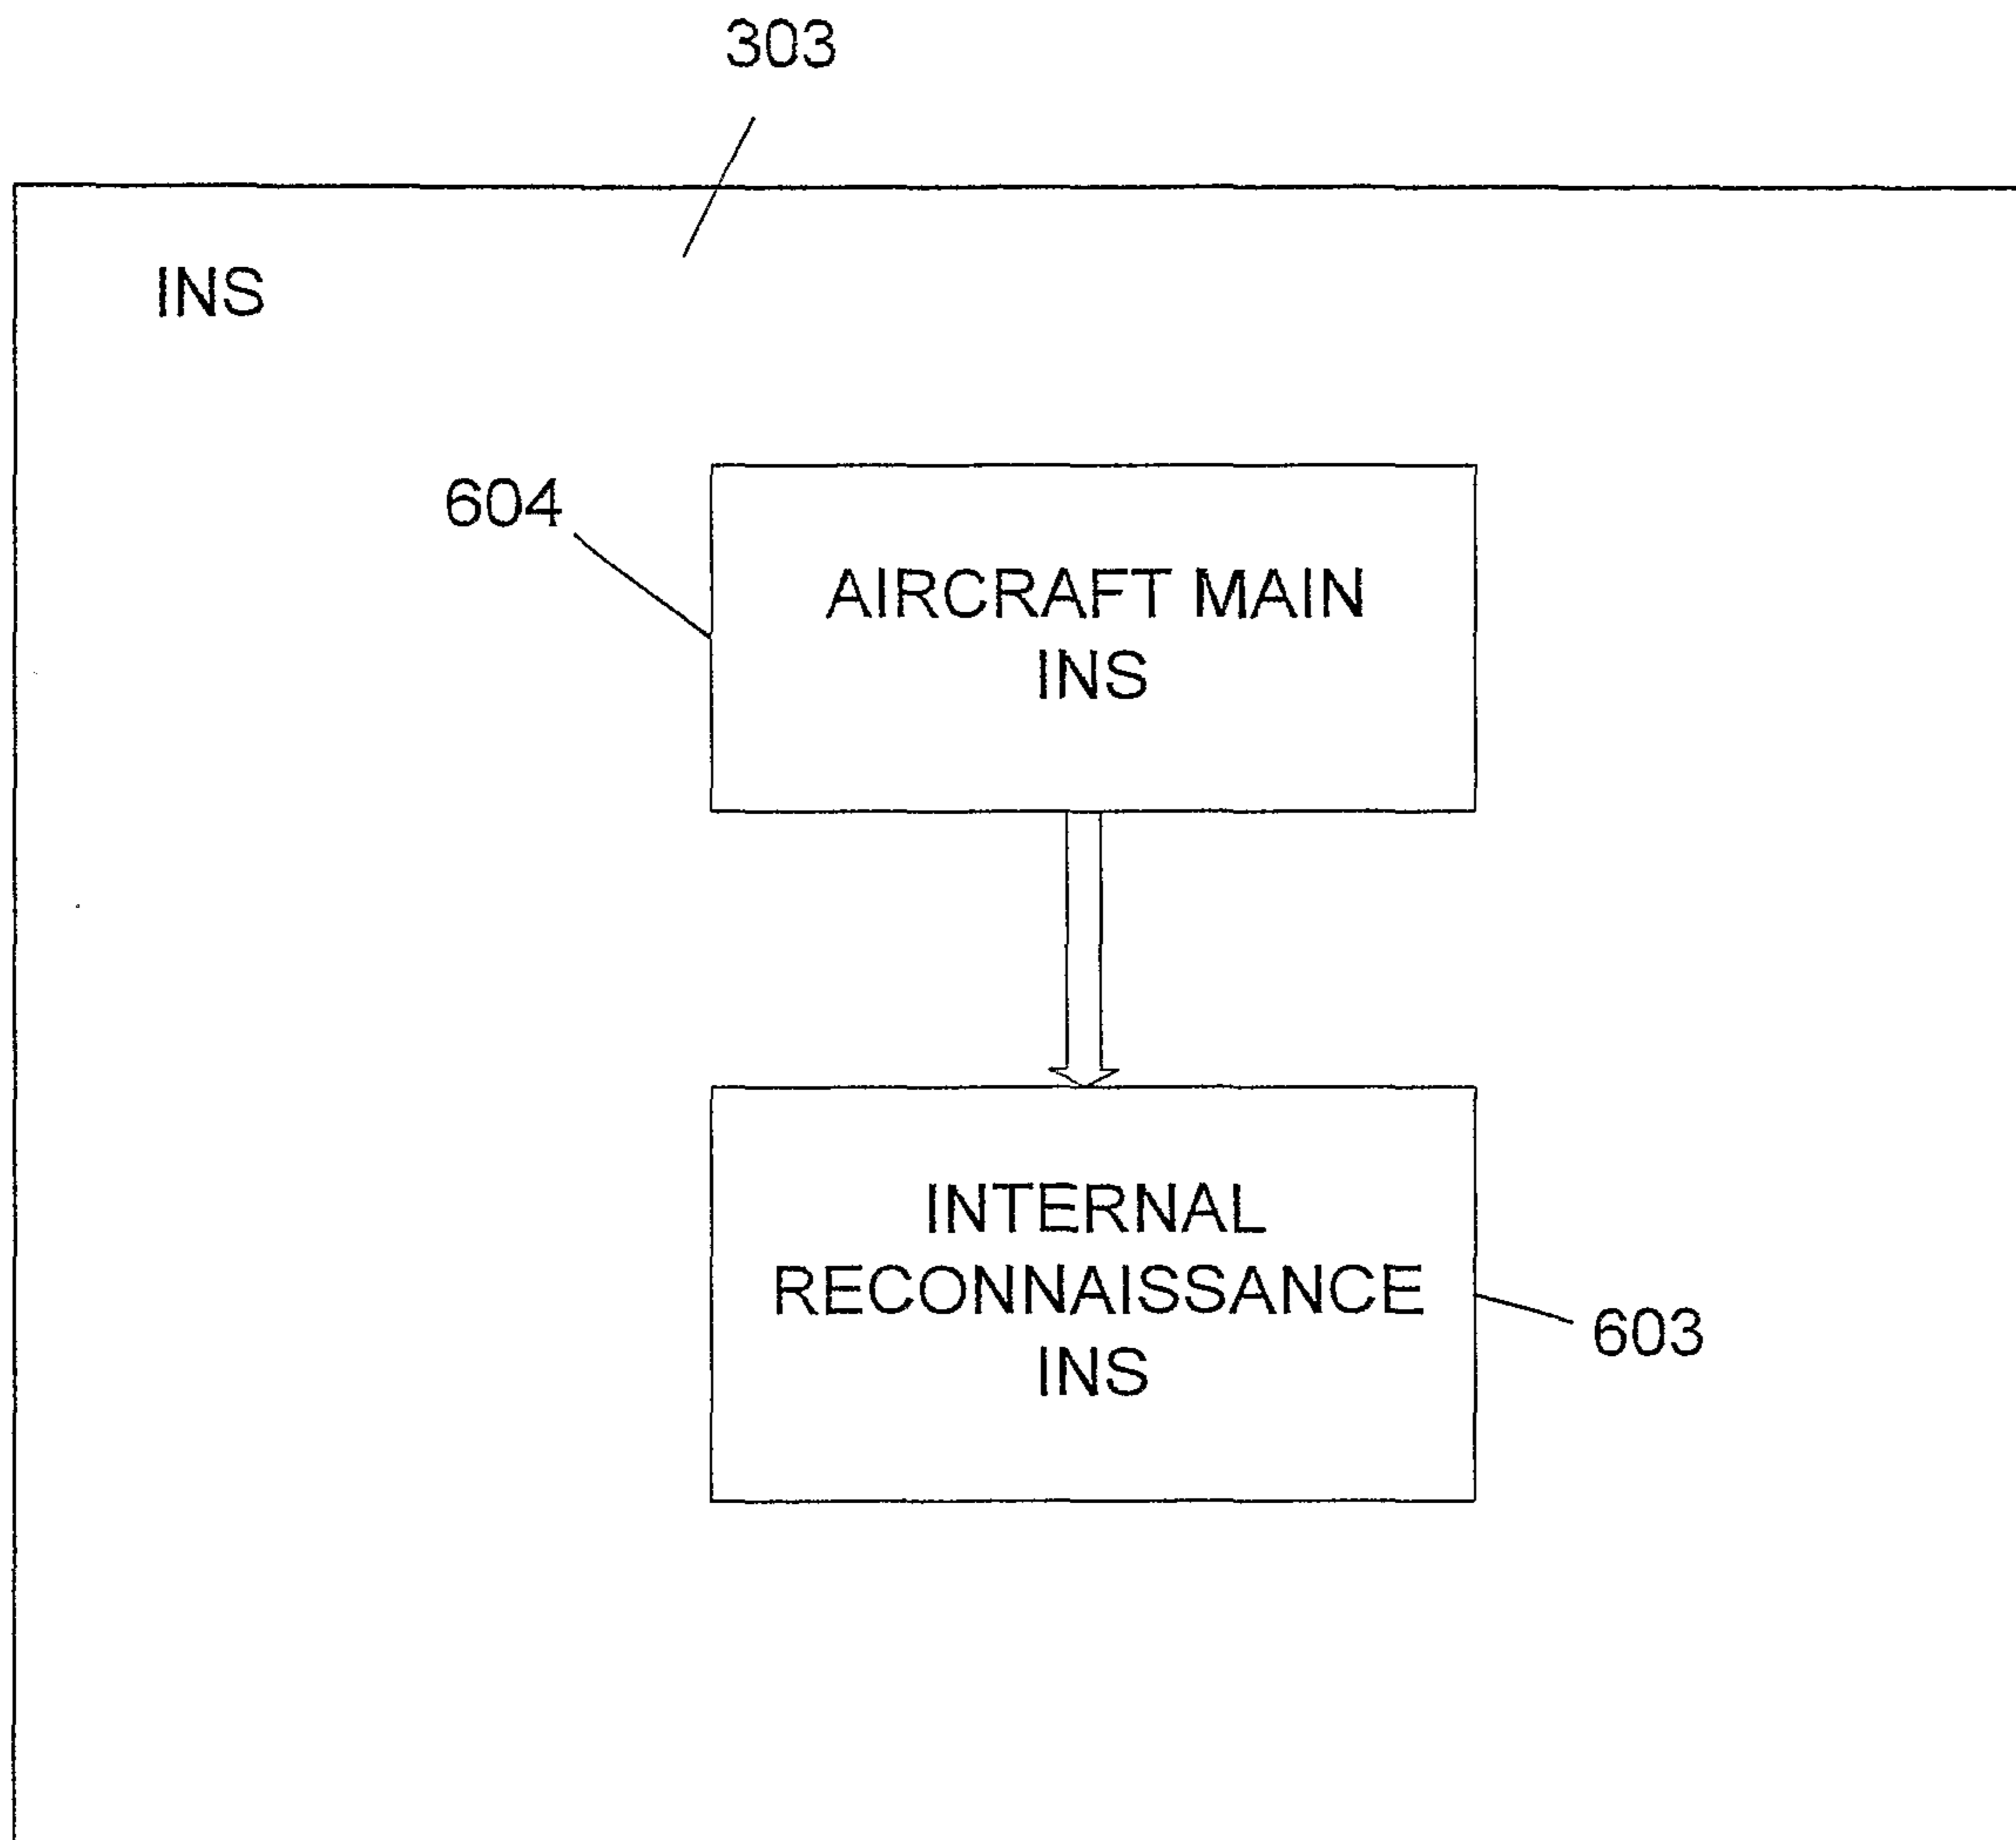 303
INS
604
AIRCRAFT MAIN
INS
INTERNAL
RECONNAISSANCE
INS
603